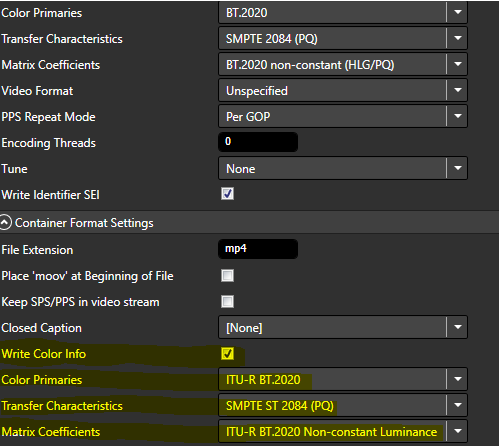 Color Primaries BT.2020
Transfer Characteristics SMPTE 2084 (PQ)
Matrix Coefficients BT.2020 non-constant (HLG/PQ)
Video Format Unspecified
PPS Repeat Mode Per GOP
Encoding Threads 0
Tune None
Write Identifier SEI
Container Format Settings
File Extension mp4
Place 'moov' at Beginning of File
Keep SPS/PPS in video stream
Closed Caption [None]
Write Color Info
Color Primaries ITU-R BT.2020
Transfer Characteristics SMPTE ST 2084 (PQ)
Matrix Coefficients ITU-R BT.2020 Non-constant Luminance